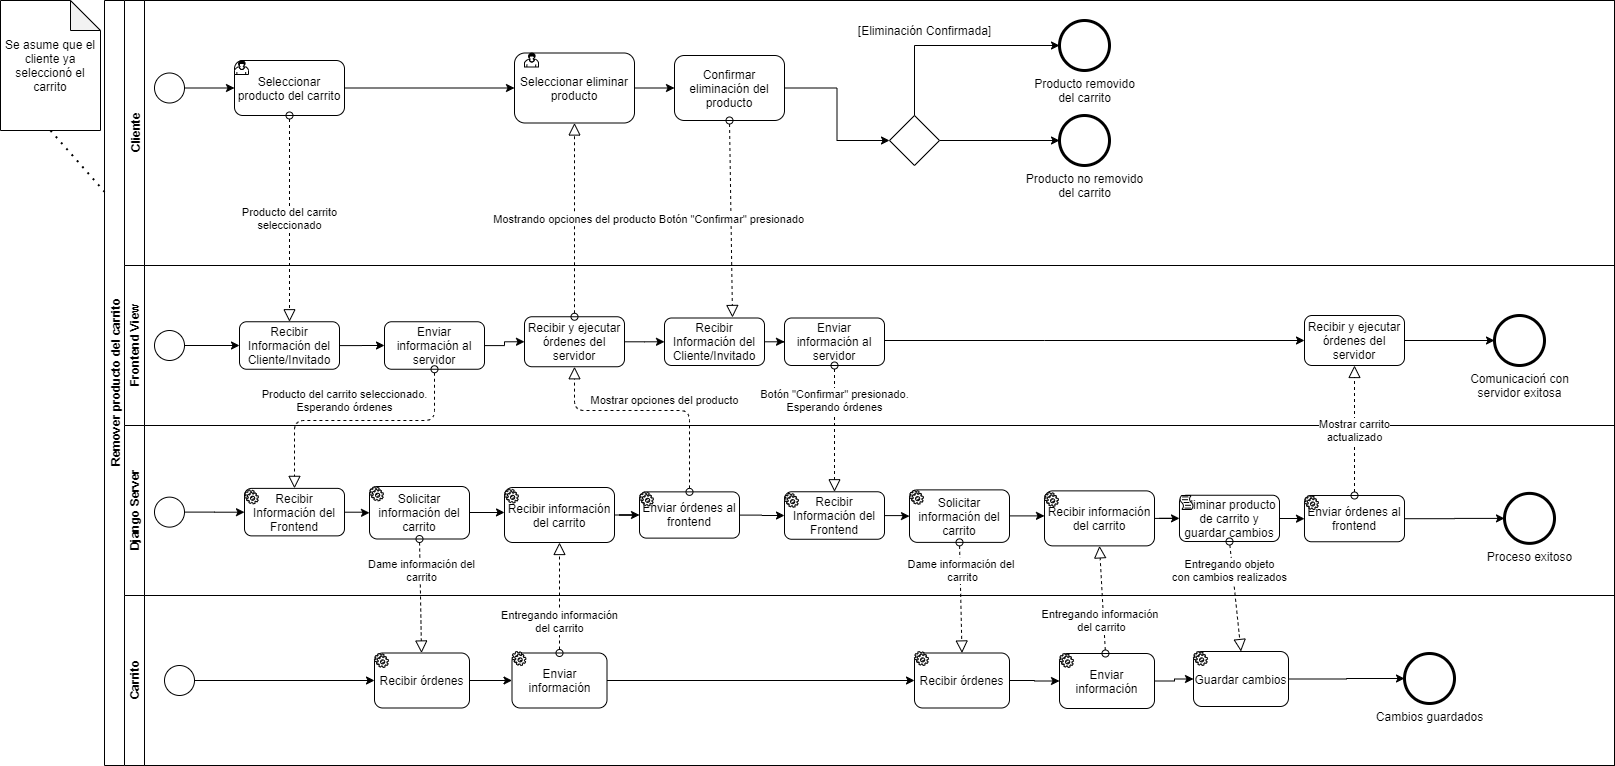 Se asume que el
cliente ya
seleccionó el
carrito
Remover producto del carrito
Cliente
Seleccionar
producto del carrito
Seleccionar eliminar
producto
Confirmar
eliminación del
producto
[Eliminación Confirmada]
Producto removido
del carrito
Producto no removido
del carrito
Producto del carrito
seleccionado
Mostrando opciones del producto
Botón "Confirmar" presionado
Frontend View
Recibir
Información del
Cliente/Invitado
Enviar
información al
servidor
Recibir y ejecutar
órdenes del
servidor
Recibir
Información del
Cliente/Invitado
Enviar
información al
servidor
Recibir y ejecutar
órdenes del
servidor
Comunicacioń con
servidor exitosa
Producto del carrito seleccionado.
Esperando órdenes
Mostrar opciones del producto
Botón "Confirmar" presionado.
Esperando órdenes
Mostrar carrito
actualizado
Django Server
Recibir
Información del
Frontend
Solicitar
información del
carrito
Recibir información
del carrito
Enviar órdenes al
frontend
Recibir
Información del
Frontend
Solicitar
información del
carrito
Recibir información
del carrito
Eliminar producto
de carrito y
guardar cambios
Enviar órdenes al
frontend
Proceso exitoso
Dame información del
carrito
Entregando información
del carrito
Dame información del
carrito
Entregando información
del carrito
Entregando objeto
con cambios realizados
Carrito
Recibir órdenes
Enviar
información
Recibir órdenes
Enviar
información
Guardar cambios
Cambios guardados